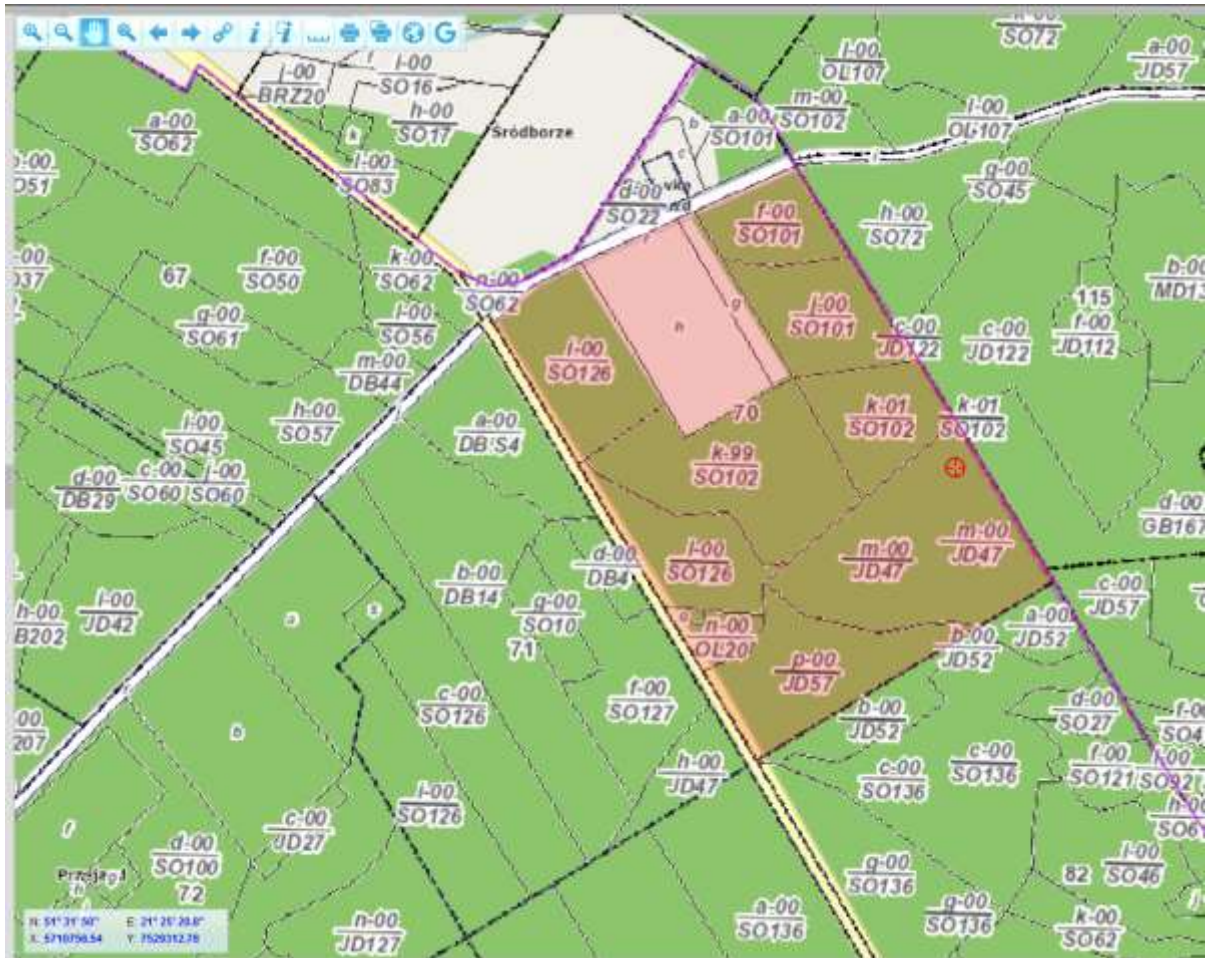 k-00
SO72
l-00
OL107
a-00
JD57
j-00
BRZ20
f
i-00
SO16
h-00
SO17
Śródborze
b
a-00
SO101
m-00
SO102
i-00
OL107
a-00
SO62
k
c
g-00
SO45
l-00
SO83
d-00
SO22
r
f-00
SO101
h-00
SO72
f-00
SO50
k-00
SO62
n-00
SO62
67
115
g-00
SO61
l-00
SO56
g
n
j-00
SO101
c-00
JD122
c-00
JD122
f-00
JD112
m-00
DB44
i-00
SO126
h-00
SO57
a-00
70
k-01
SO102
k-01
SO102
i-00
SO45
k-99
SO102
d-00
DB29
c-00
SO60
j-00
SO60
d-00
GB167
m-00
JD47
m-00
JD47
d-00
DB4
l-00
SO126
b-00
DB14
c-00
JD57
h-00
i-00
JD42
a
s
g-00
SO10
o
n-00
a-00
JD52
b-00
JD52
71
p-00
JD57
c-00
SO126
f-00
SO127
b-00
JD52
d-00
SO27
b
h-00
JD47
c-00
SO136
c-00
SO136
f-00
SO121
i-00
SO126
c-00
JD27
f
d-00
SO100
72
g-00
SO136
82
l-00
SO46
j
n-00
JD127
a-00
SO136
g-00
SO136
k-00
SO62
N: 51° 31' 50"